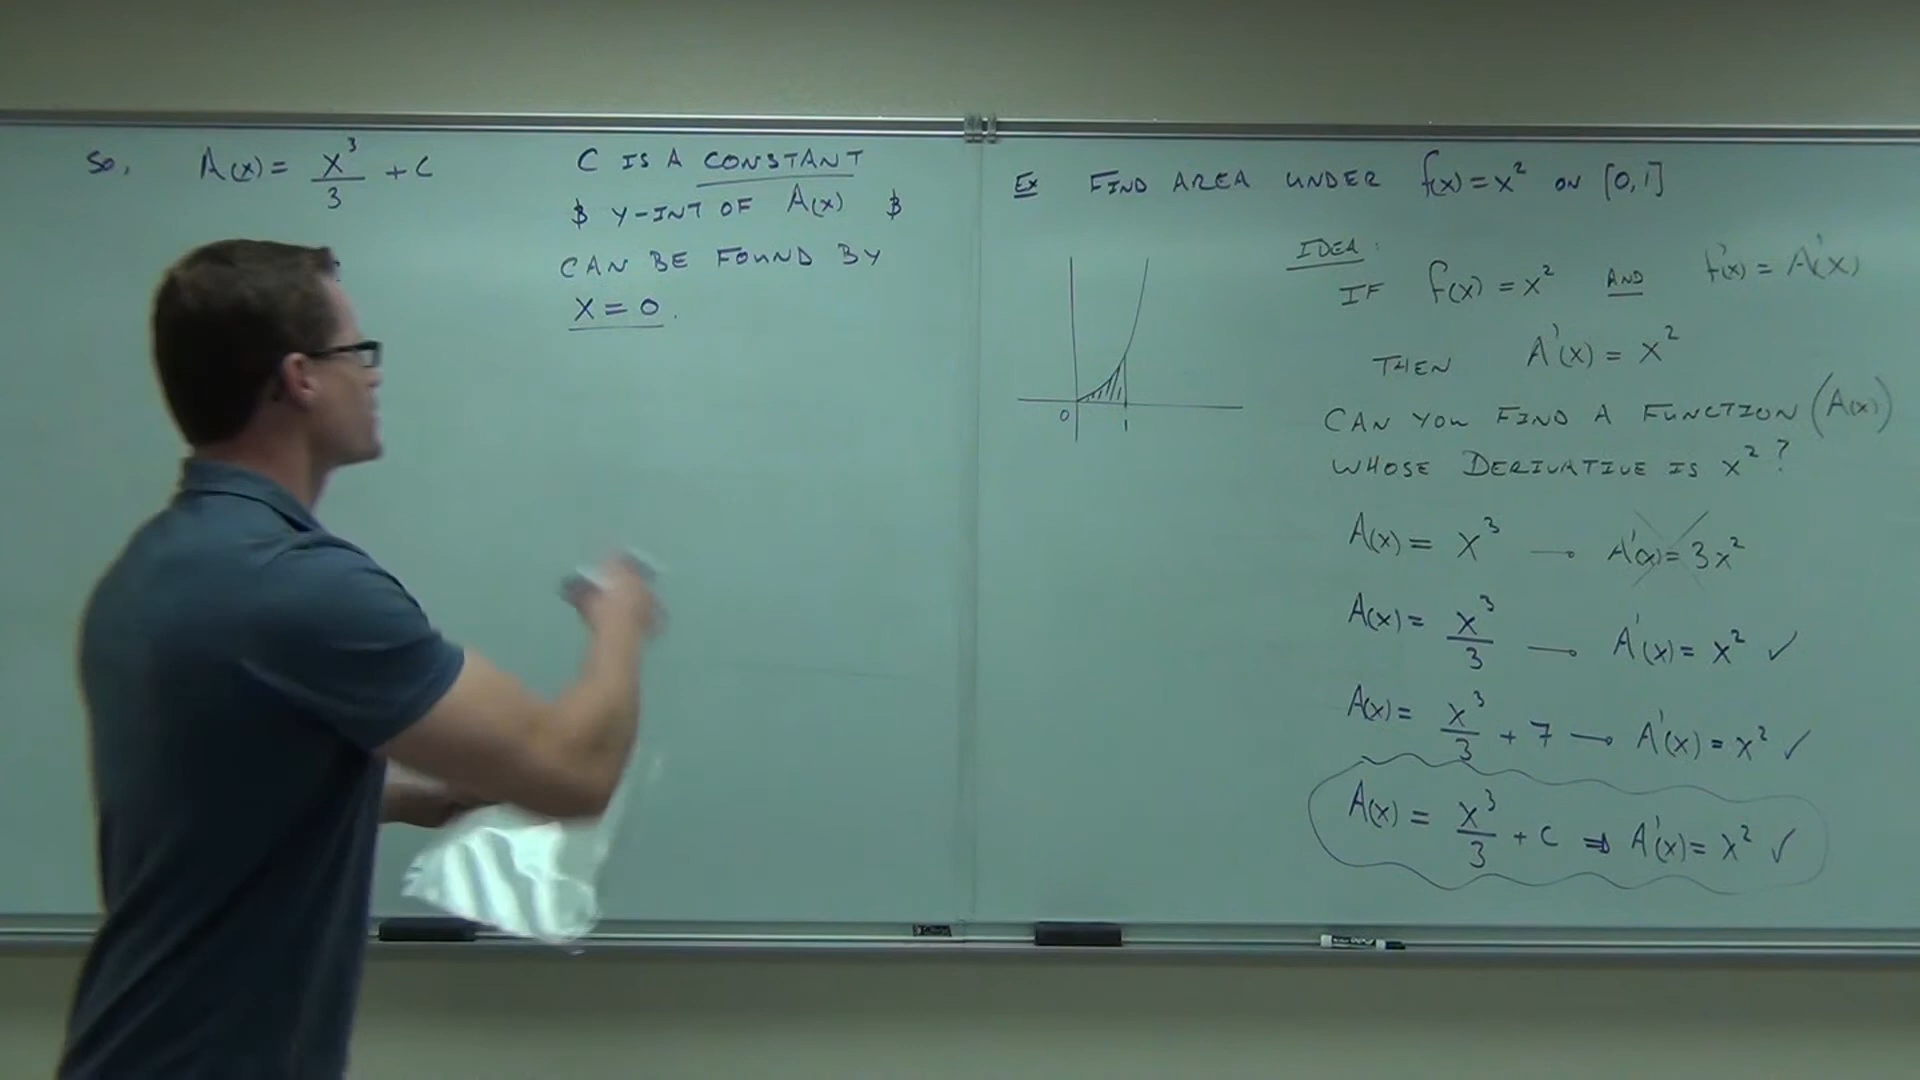 So, A(x) = x³/3 + C
C IS A CONSTANT
$ Y-INT OF A(x) $
CAN BE FOUND BY
X = 0.
Ex FIND AREA UNDER f(x) = x² ON [0,1]
IDEA:
IF f(x) = x² AND f(x) = A'(x)
THEN A'(x) = x²
CAN YOU FIND A FUNCTION (A(x))
WHOSE DERIVATIVE IS x²?
0 1
A(x) = x³ → A'(x) = 3x²
A(x) = x³/3 → A'(x) = x² ✓
A(x) = x³/3 + 7 → A'(x) = x² ✓
A(x) = x³/3 + C ⇒ A'(x) = x² ✓